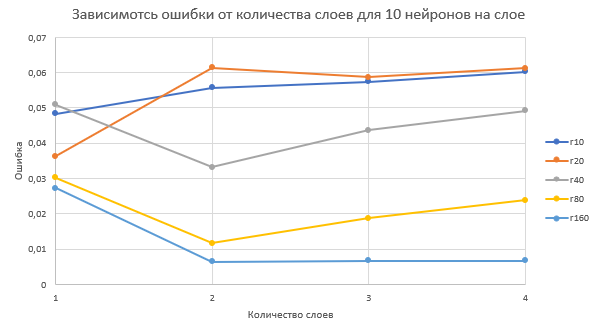 Зависимотсь ошибки от количества слоев для 10 нейронов на слое
0,07
0,06
0,05
0,04
0,03
0,02
0,01
0
Ошибка
1 2 3 4
Количество слоев
r10
r20
r40
r80
r160